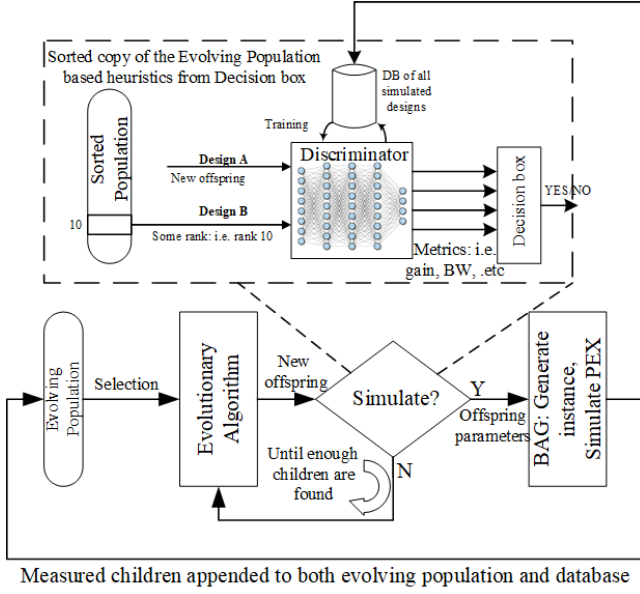 Sorted copy of the Evolving Population
based heuristics from Decision box
DB of all
simulated
designs
Training
Sorted
Population
10
Design A
New offspring
Design B
Some rank: i.e. rank 10
Discriminator
Metrics: i.e.
gain, BW, .etc
Decision box
YES/NO
Evolving
Population
Selection
Evolutionary
Algorithm
New
offspring
Simulate?
Y
Offspring
parameters
N
Until enough
children are
found
BAG: Generate
instance,
Simulate PEX
Measured children appended to both evolving population and database